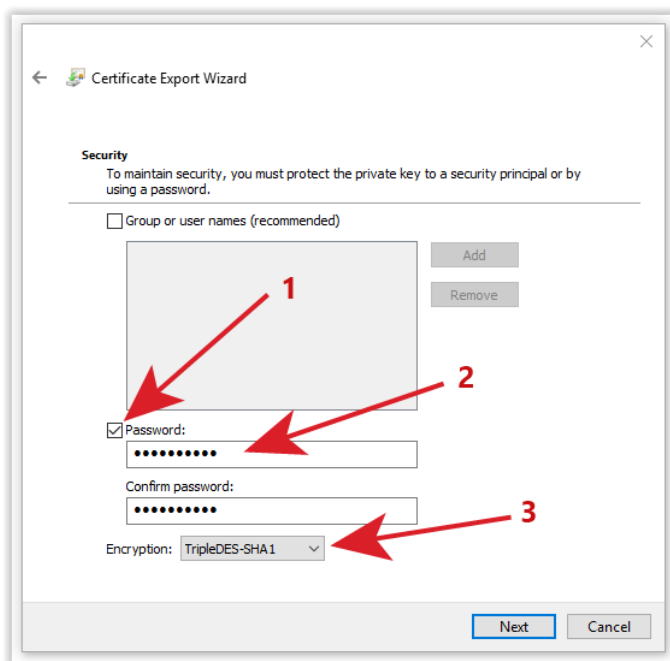 Certificate Export Wizard
Security
To maintain security, you must protect the private key to a security principal or by
using a password.
Group or user names (recommended)
Add
Remove
1
2
Password:
••••••••••
Confirm password:
••••••••••
3
Encryption: TripleDES-SHA1
Next Cancel